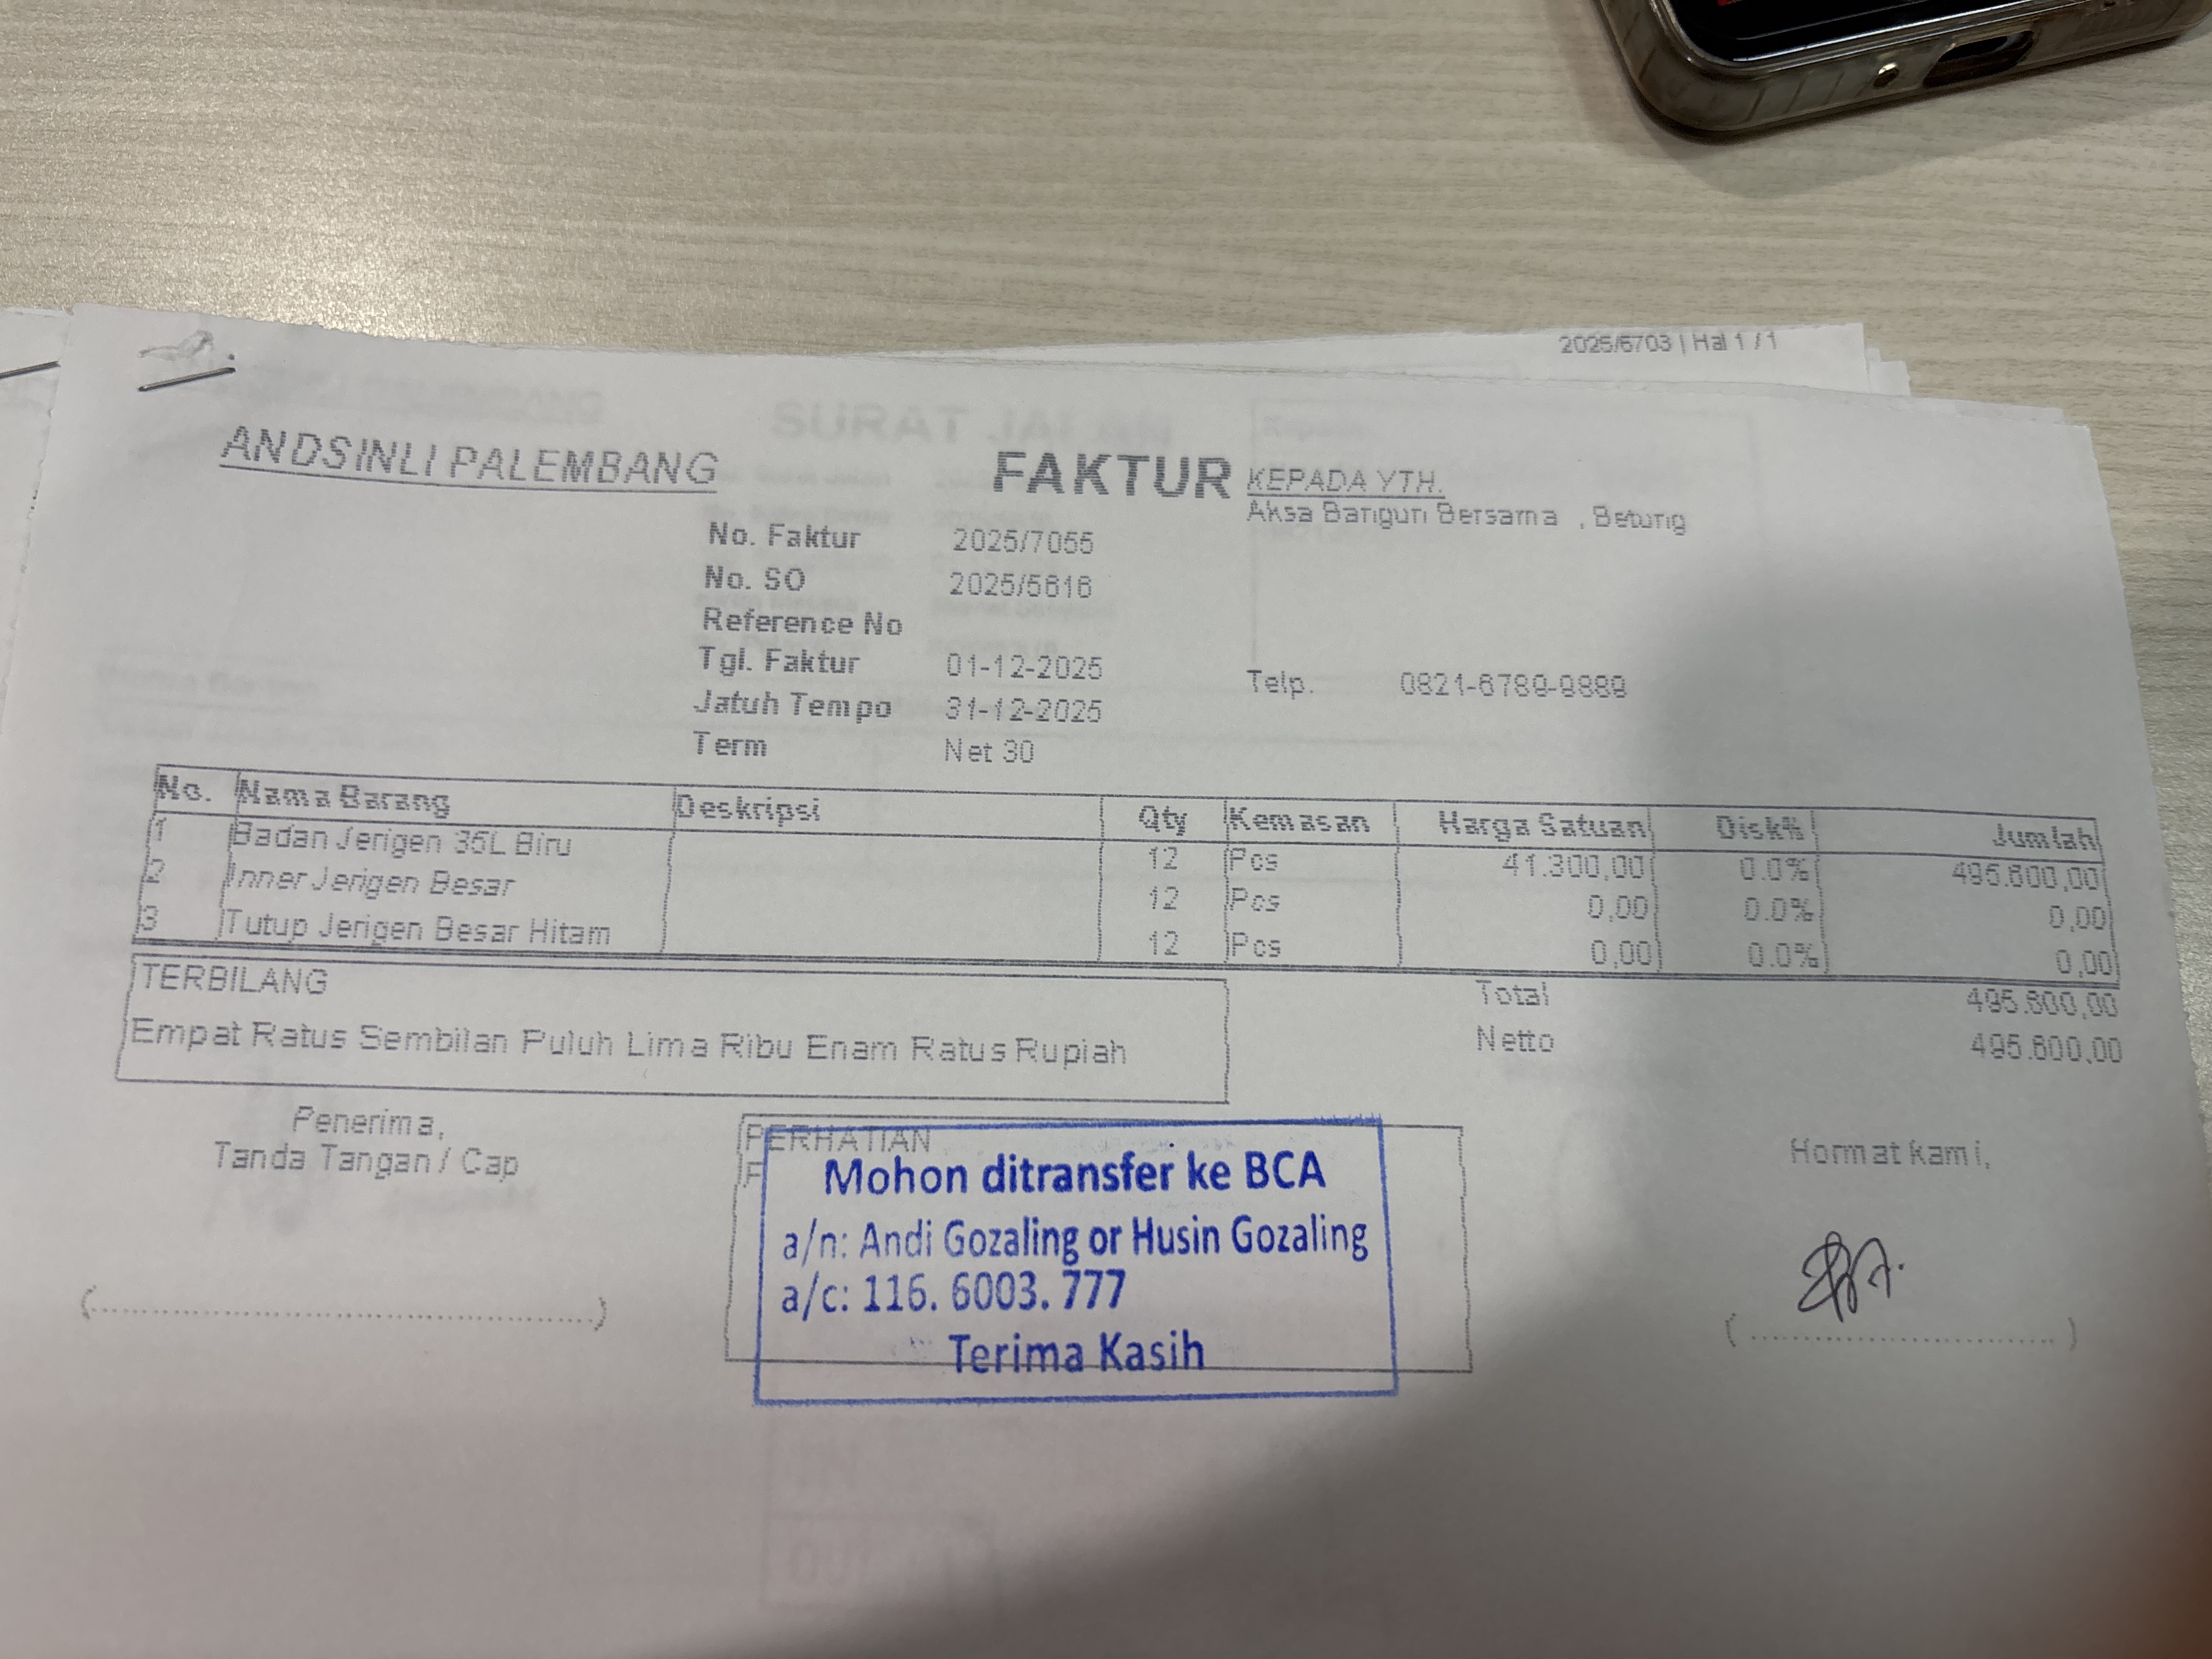 2025/6703 | Hal 1 / 1
ANDSINLI PALEMBANG
FAKTUR
KEPADA YTH.
Aksa Bangun Bersama , Betung
No. Faktur 2025/7055
No. SO 2025/5616
Reference No
Tgl. Faktur 01-12-2025
Jatuh Tempo 31-12-2025
Term Net 30
Telp. 0821-6789-9889
No. Nama Barang Deskripsi Qty Kemasan Harga Satuan Disk% Jumlah
1 Badan Jerigen 35L Biru 12 Pcs 41.300,00 0.0% 495.600,00
2 Inner Jerigen Besar 12 Pcs 0,00 0.0% 0,00
3 Tutup Jerigen Besar Hitam 12 Pcs 0,00 0.0% 0,00
TERBILANG
Empat Ratus Sembilan Puluh Lima Ribu Enam Ratus Rupiah
Total 495.600,00
Netto 495.600,00
Penerima,
Tanda Tangan / Cap
PERHATIAN
Mohon ditransfer ke BCA
a/n: Andi Gozaling or Husin Gozaling
a/c: 116. 6003. 777
Terima Kasih
Hormat Kami,